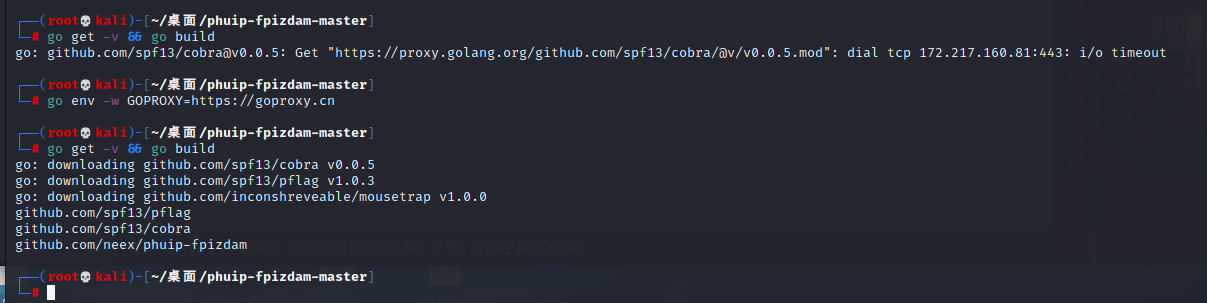 ┌──(root💀kali)-[~/桌面/phuip-fpizdam-master]
└─# go get -v && go build
go: github.com/spf13/cobra@v0.0.5: Get "https://proxy.golang.org/github.com/spf13/cobra/@v/v0.0.5.mod": dial tcp 172.217.160.81:443: i/o timeout
┌──(root💀kali)-[~/桌面/phuip-fpizdam-master]
└─# go env -w GOPROXY=https://goproxy.cn
┌──(root💀kali)-[~/桌面/phuip-fpizdam-master]
└─# go get -v && go build
go: downloading github.com/spf13/cobra v0.0.5
go: downloading github.com/spf13/pflag v1.0.3
go: downloading github.com/inconshreveable/mousetrap v1.0.0
github.com/spf13/pflag
github.com/spf13/cobra
github.com/neex/phuip-fpizdam
┌──(root💀kali)-[~/桌面/phuip-fpizdam-master]
└─#